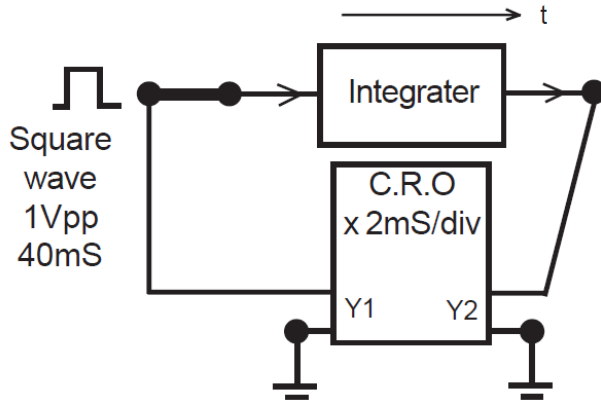 t
Integrater
Square
wave
1Vpp
40mS
C.R.O
x 2mS/div
Y1
Y2